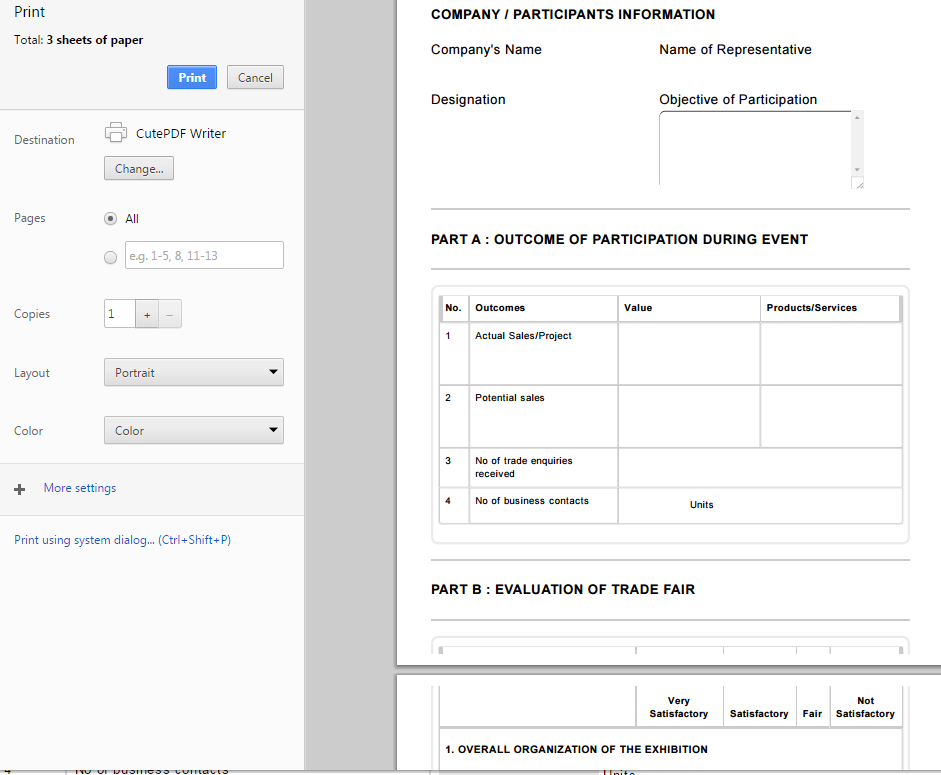 Print
Total: 3 sheets of paper
Print Cancel
Destination CutePDF Writer
Change...
Pages All
e.g. 1-5, 8, 11-13
Copies 1 + −
Layout Portrait
Color Color
More settings
Print using system dialog... (Ctrl+Shift+P)
COMPANY / PARTICIPANTS INFORMATION
Company's Name Name of Representative
Designation Objective of Participation
PART A : OUTCOME OF PARTICIPATION DURING EVENT
No. Outcomes Value Products/Services
1 Actual Sales/Project
2 Potential sales
3 No of trade enquiries
received
4 No of business contacts Units
PART B : EVALUATION OF TRADE FAIR
Very Not
Satisfactory Satisfactory Fair Satisfactory
1. OVERALL ORGANIZATION OF THE EXHIBITION
4 No of business contacts Units